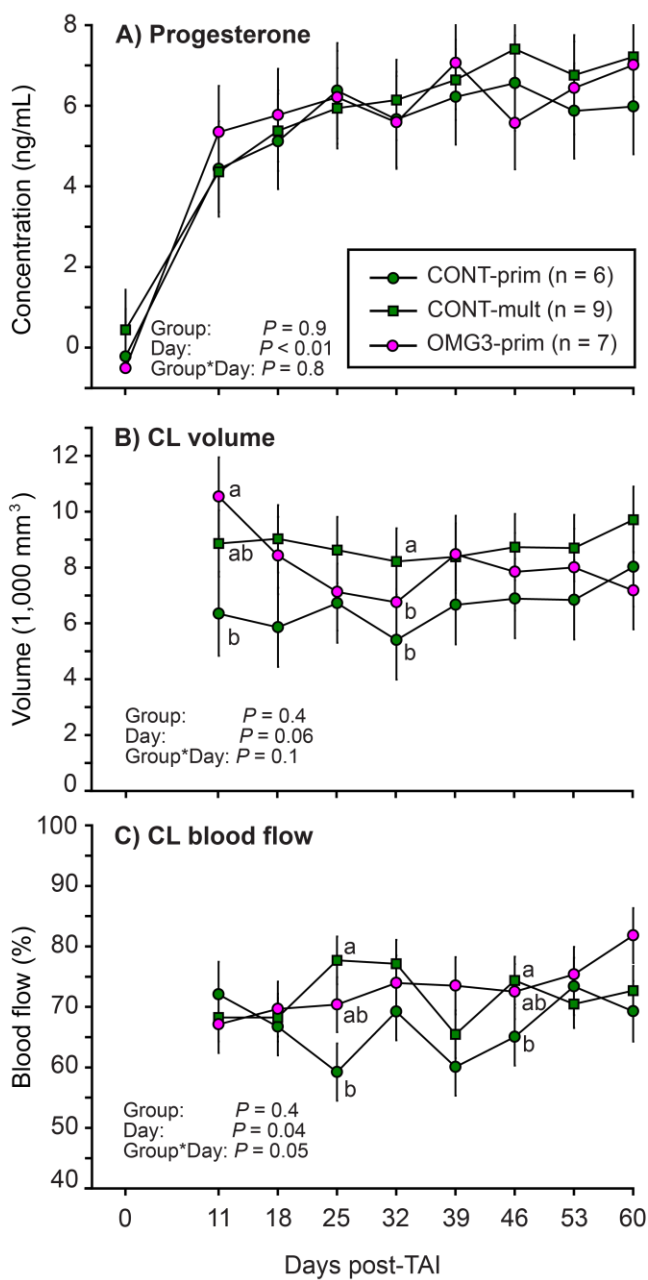 A) Progesterone
Concentration (ng/mL)
8
6
4
2
0
CONT-prim (n = 6)
CONT-mult (n = 9)
OMG3-prim (n = 7)
Group: P = 0.9
Day: P < 0.01
Group*Day: P = 0.8
B) CL volume
Volume (1,000 mm³)
12
10
8
6
4
2
0
a
ab
b
a
b
b
Group: P = 0.4
Day: P = 0.06
Group*Day: P = 0.1
C) CL blood flow
Blood flow (%)
100
90
80
70
60
50
40
a
ab
b
a
ab
b
Group: P = 0.4
Day: P = 0.04
Group*Day: P = 0.05
0 11 18 25 32 39 46 53 60
Days post-TAI